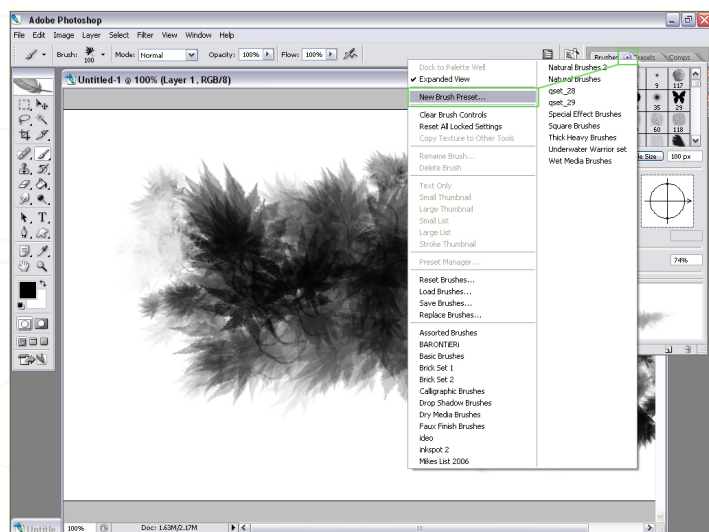 Adobe Photoshop
File Edit Image Layer Select Filter View Window Help
Brush: 100 Mode: Normal Opacity: 100% Flow: 100%
Brushes Comps
Untitled-1 @ 100% (Layer 1, RGB/8)
Dock to Palette Well
Expanded View
New Brush Preset...
Clear Brush Controls
Reset All Locked Settings
Copy Texture to Other Tools
Rename Brush...
Delete Brush
Text Only
Small Thumbnail
Large Thumbnail
Small List
Large List
Stroke Thumbnail
Preset Manager...
Reset Brushes...
Load Brushes...
Save Brushes...
Replace Brushes...
Assorted Brushes
BARONTiERi
Basic Brushes
Brick Set 1
Brick Set 2
Calligraphic Brushes
Drop Shadow Brushes
Dry Media Brushes
Faux Finish Brushes
ideo
inkspot 2
Mikes List 2006
Natural Brushes 2
Natural Brushes
qset_28
qset_29
Special Effect Brushes
Square Brushes
Thick Heavy Brushes
Underwater Warrior set
Wet Media Brushes
9 117
35 29
60 118
Size 100 px
74%
Untitle 100% Doc: 1.63M/2.17M